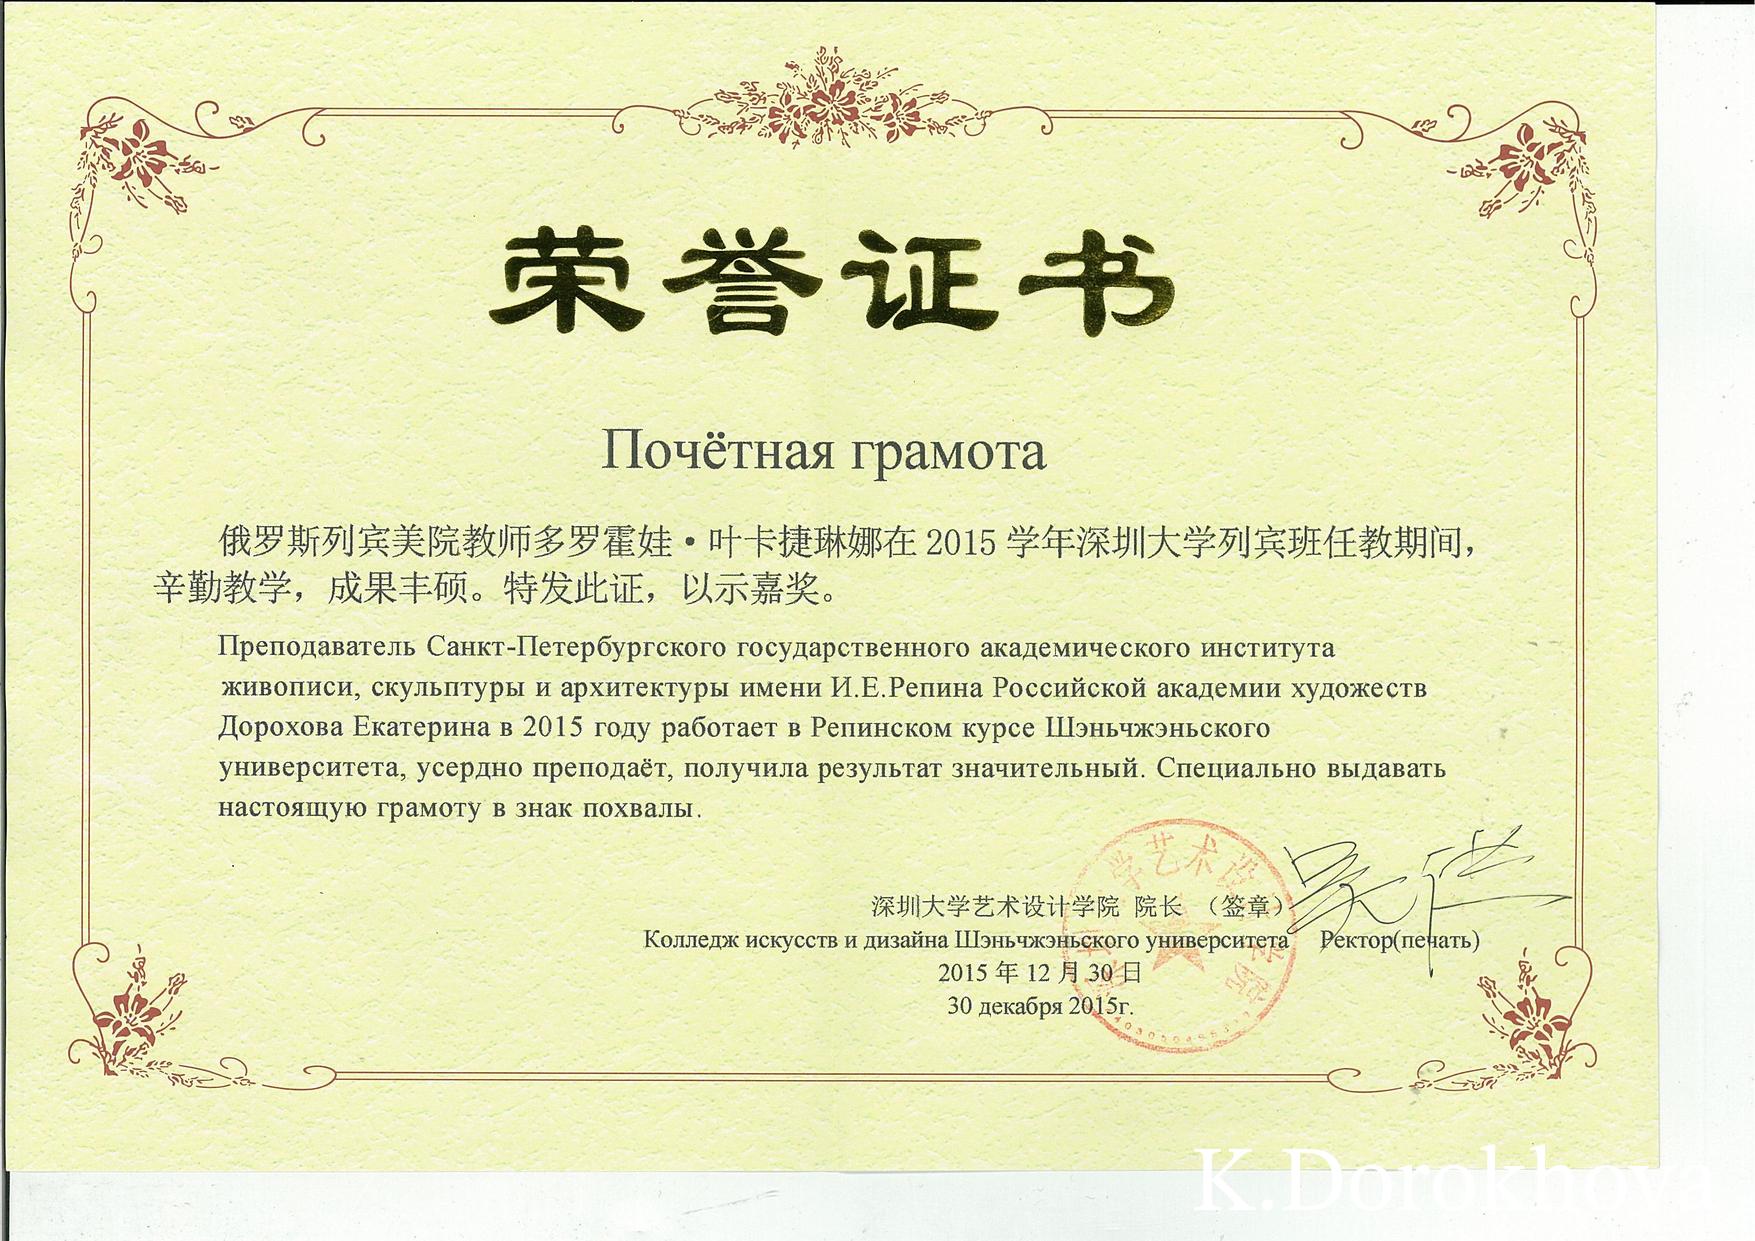 荣誉证书
Почётная грамота
俄罗斯列宾美院教师多罗霍娃·叶卡捷琳娜在 2015 学年深圳大学列宾班任教期间，
辛勤教学，成果丰硕。特发此证，以示嘉奖。
Преподаватель Санкт-Петербургского государственного академического института
живописи, скульптуры и архитектуры имени И.Е.Репина Российской академии художеств
Дорохова Екатерина в 2015 году работает в Репинском курсе Шэньчжэньского
университета, усердно преподаёт, получила результат значительный. Специально выдавать
настоящую грамоту в знак похвалы.
深圳大学艺术设计学院 院长 （签章）
Колледж искусств и дизайна Шэньчжэньского университета Ректор(печать)
2015 年 12 月 30 日
30 декабря 2015г.
K.Dorokhova